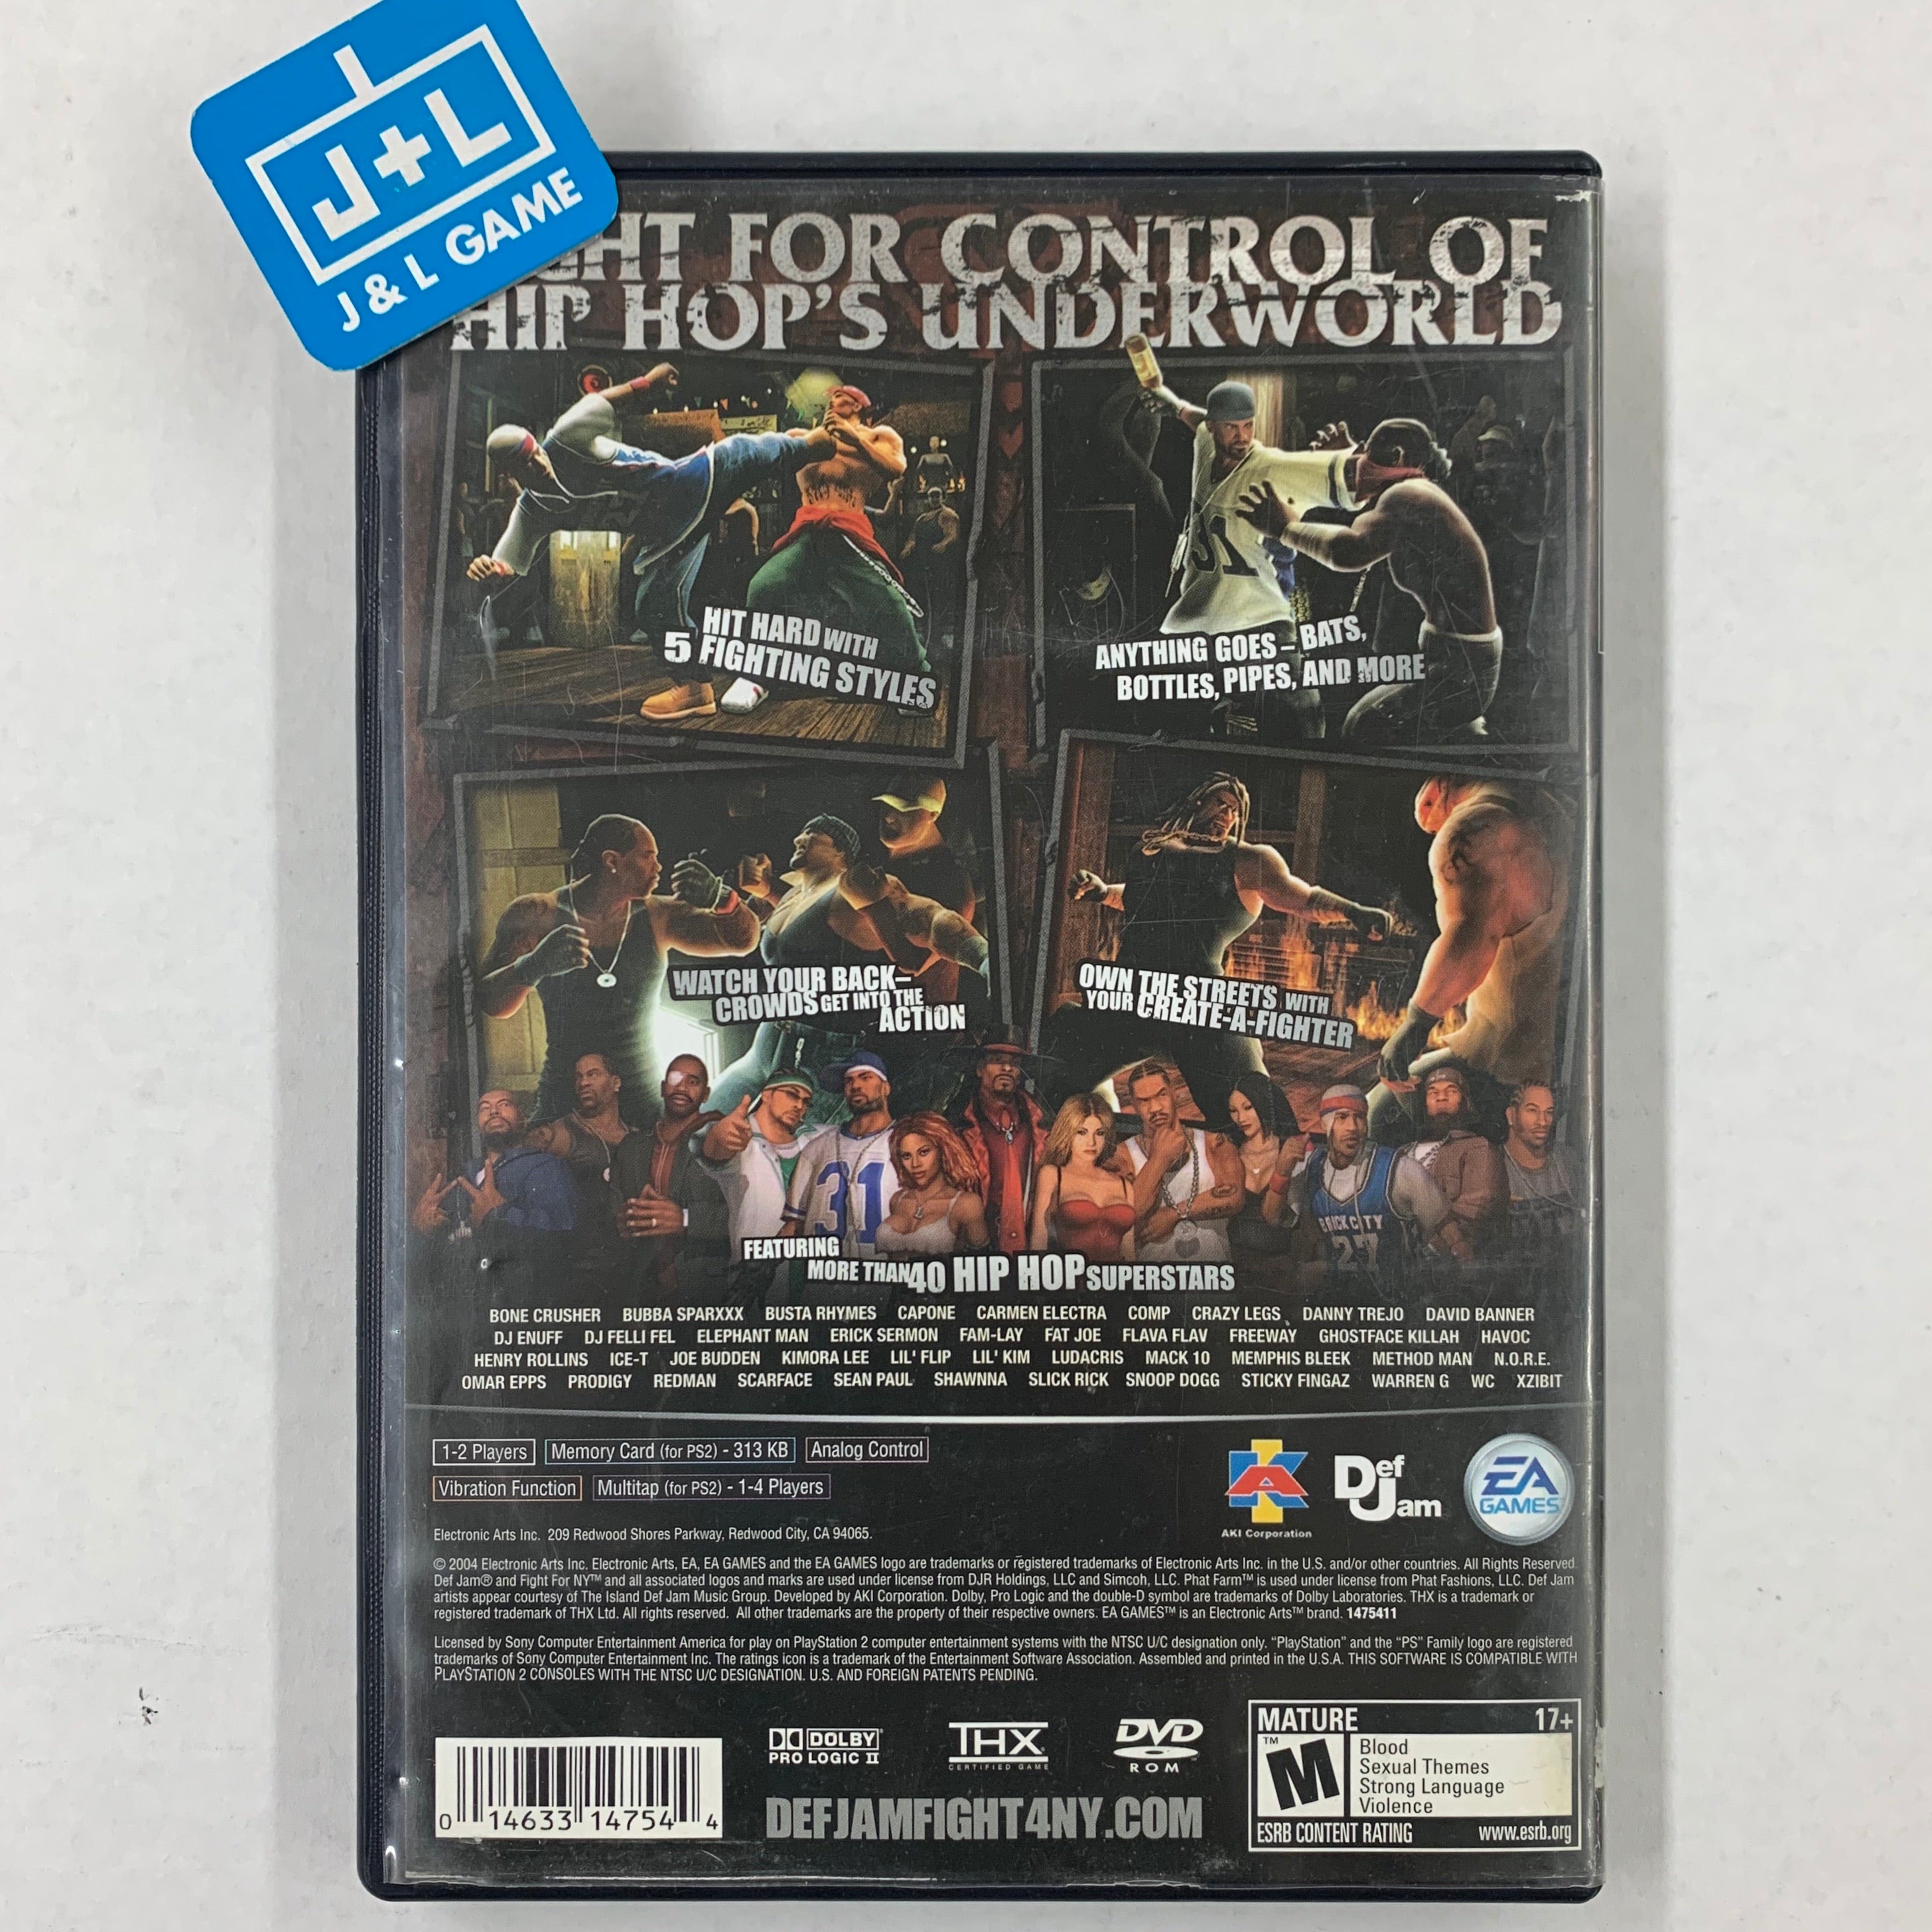 J+L
J & L GAME
FOR CONTROL OF
HIP HOP'S UNDERWORLD
HIT HARD WITH
5 FIGHTING STYLES
ANYTHING GOES – BATS,
BOTTLES, PIPES, AND MORE
31
WATCH YOUR BACK–
CROWDS GET INTO THE
ACTION
OWN THE STREETS WITH
YOUR CREATE-A-FIGHTER
31
BRICK CITY
27
FEATURING
MORE THAN 40 HIP HOP SUPERSTARS
BONE CRUSHER BUBBA SPARXXX BUSTA RHYMES CAPONE CARMEN ELECTRA COMP CRAZY LEGS DANNY TREJO DAVID BANNER
DJ ENUFF DJ FELLI FEL ELEPHANT MAN ERICK SERMON FAM-LAY FAT JOE FLAVA FLAV FREEWAY GHOSTFACE KILLAH HAVOC
HENRY ROLLINS ICE-T JOE BUDDEN KIMORA LEE LIL' FLIP LIL' KIM LUDACRIS MACK 10 MEMPHIS BLEEK METHOD MAN N.O.R.E.
OMAR EPPS PRODIGY REDMAN SCARFACE SEAN PAUL SHAWNNA SLICK RICK SNOOP DOGG STICKY FINGAZ WARREN G WC XZIBIT
1-2 Players Memory Card (for PS2) - 313 KB Analog Control
Vibration Function Multitap (for PS2) - 1-4 Players
AKI Corporation
Def Jam
EA GAMES
Electronic Arts Inc. 209 Redwood Shores Parkway, Redwood City, CA 94065.
© 2004 Electronic Arts Inc. Electronic Arts, EA, EA GAMES and the EA GAMES logo are trademarks or registered trademarks of Electronic Arts Inc. in the U.S. and/or other countries. All Rights Reserved.
Def Jam® and Fight For NY™ and all associated logos and marks are used under license from DJR Holdings, LLC and Simcoh, LLC. Phat Farm™ is used under license from Phat Fashions, LLC. Def Jam
artists appear courtesy of The Island Def Jam Music Group. Developed by AKI Corporation. Dolby, Pro Logic and the double-D symbol are trademarks of Dolby Laboratories. THX is a trademark or
registered trademark of THX Ltd. All rights reserved. All other trademarks are the property of their respective owners. EA GAMES™ is an Electronic Arts™ brand. 1475411
Licensed by Sony Computer Entertainment America for play on PlayStation 2 computer entertainment systems with the NTSC U/C designation only. "PlayStation" and the "PS" Family logo are registered
trademarks of Sony Computer Entertainment Inc. The ratings icon is a trademark of the Entertainment Software Association. Assembled and printed in the U.S.A. THIS SOFTWARE IS COMPATIBLE WITH
PLAYSTATION 2 CONSOLES WITH THE NTSC U/C DESIGNATION. U.S. AND FOREIGN PATENTS PENDING.
0 14633 14754 4
DOLBY
PRO LOGIC II
THX
CERTIFIED GAME
DVD
ROM
DEFJAMFIGHT4NY.COM
MATURE 17+
M™
Blood
Sexual Themes
Strong Language
Violence
ESRB CONTENT RATING www.esrb.org